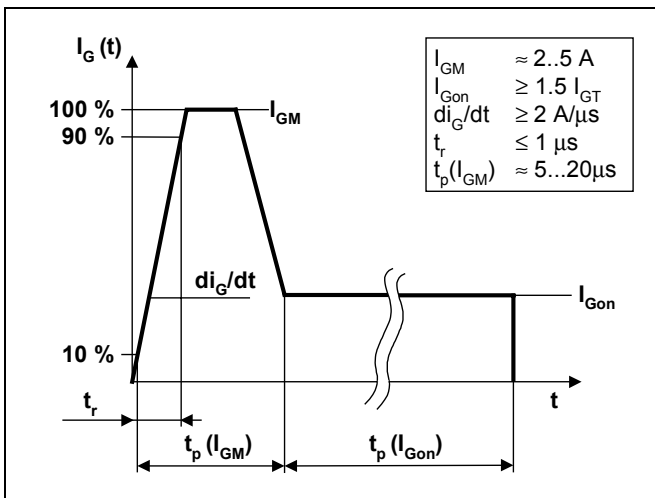 I_G (t)
100 %
90 %
I_GM
di_G/dt
I_Gon
10 %
t_r
t
t_p (I_GM)
t_p (I_Gon)
I_GM ≈ 2..5 A
I_Gon ≥ 1.5 I_GT
di_G/dt ≥ 2 A/μs
t_r ≤ 1 μs
t_p(I_GM) ≈ 5...20μs